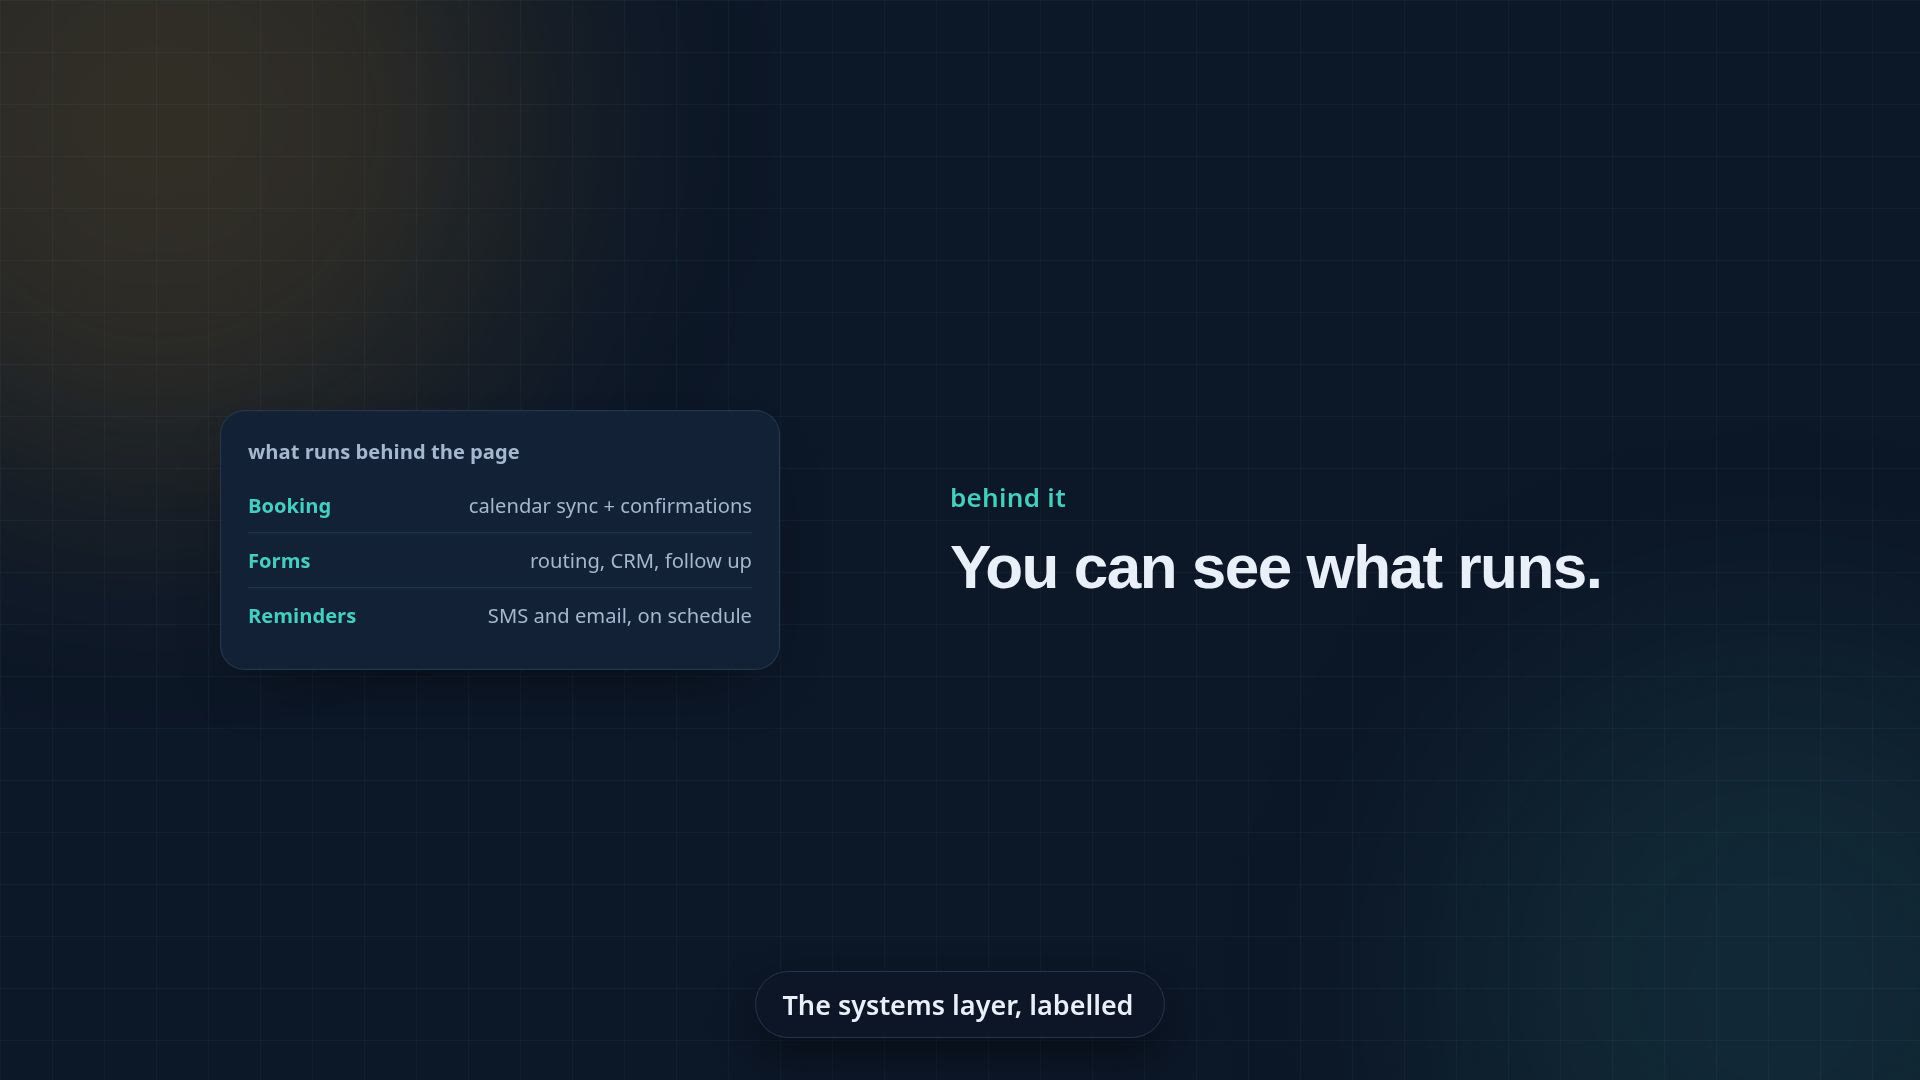 what runs behind the page
Booking calendar sync + confirmations
Forms routing, CRM, follow up
Reminders SMS and email, on schedule
behind it
You can see what runs.
The systems layer, labelled